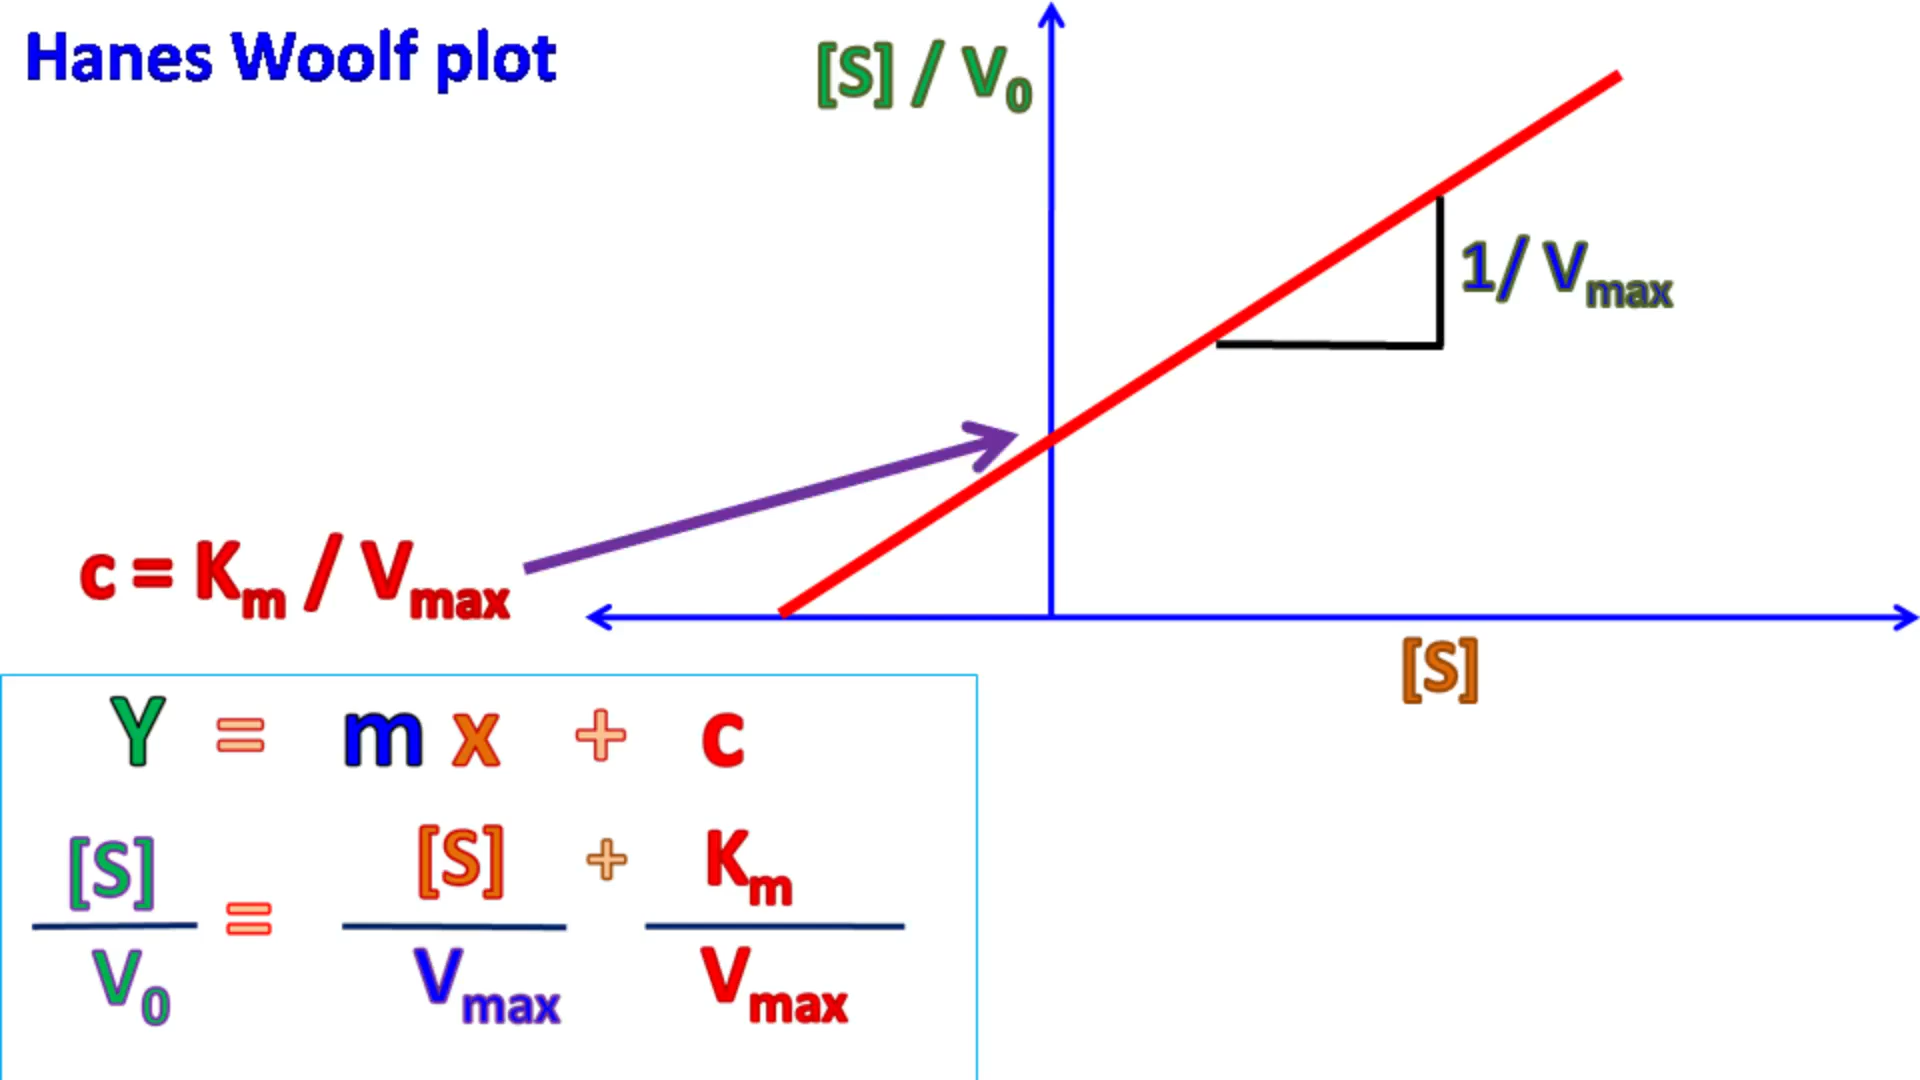 Hanes Woolf plot
[S] / V₀
1/ Vmax
c = Km / Vmax
[S]
Y = m x + c
[S] / V₀ = [S] / Vmax + Km / Vmax